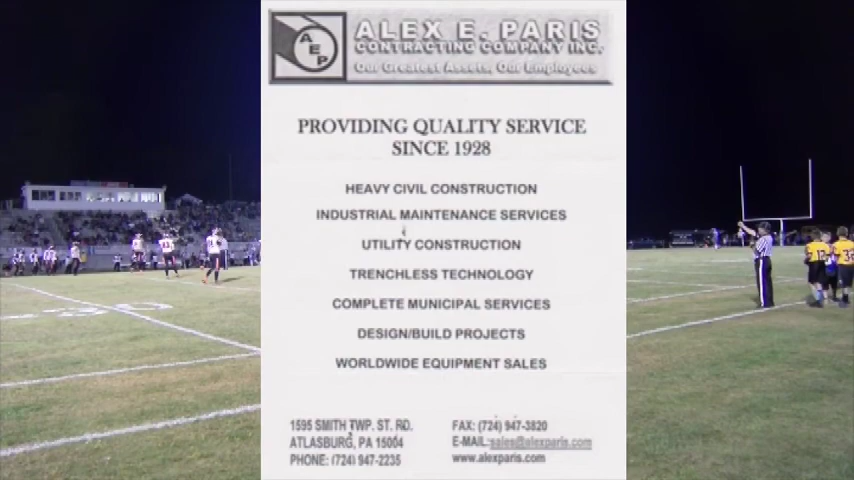 AEP
ALEX E. PARIS
CONTRACTING COMPANY INC.
Our Greatest Assets, Our Employees
PROVIDING QUALITY SERVICE
SINCE 1928
HEAVY CIVIL CONSTRUCTION
INDUSTRIAL MAINTENANCE SERVICES
UTILITY CONSTRUCTION
TRENCHLESS TECHNOLOGY
COMPLETE MUNICIPAL SERVICES
DESIGN/BUILD PROJECTS
WORLDWIDE EQUIPMENT SALES
1595 SMITH TWP. ST. RD.
ATLASBURG, PA 15004
PHONE: (724) 947-2235
FAX: (724) 947-3820
E-MAIL:sales@alexparis.com
www.alexparis.com
12